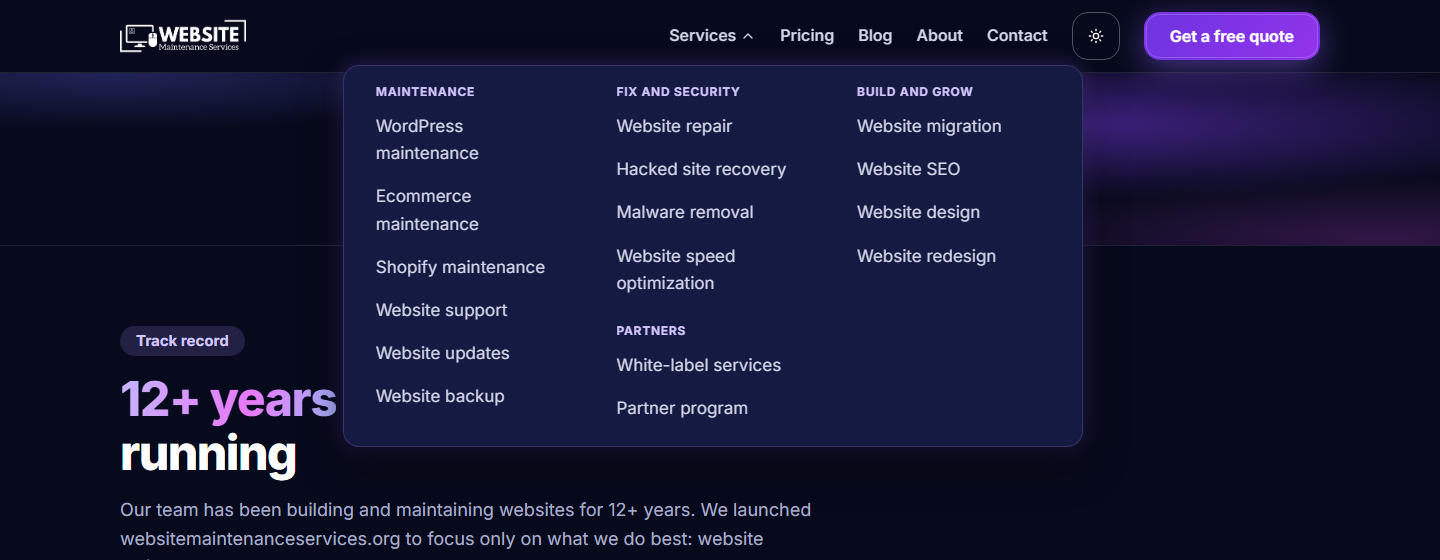 WEBSITE
Maintenance Services
Services
Pricing
Blog
About
Contact
Get a free quote
MAINTENANCE
WordPress
maintenance
Ecommerce
maintenance
Shopify maintenance
Website support
Website updates
Website backup
FIX AND SECURITY
Website repair
Hacked site recovery
Malware removal
Website speed
optimization
PARTNERS
White-label services
Partner program
BUILD AND GROW
Website migration
Website SEO
Website design
Website redesign
Track record
12+ years
running
Our team has been building and maintaining websites for 12+ years. We launched
websitemaintenanceservices.org to focus only on what we do best: website